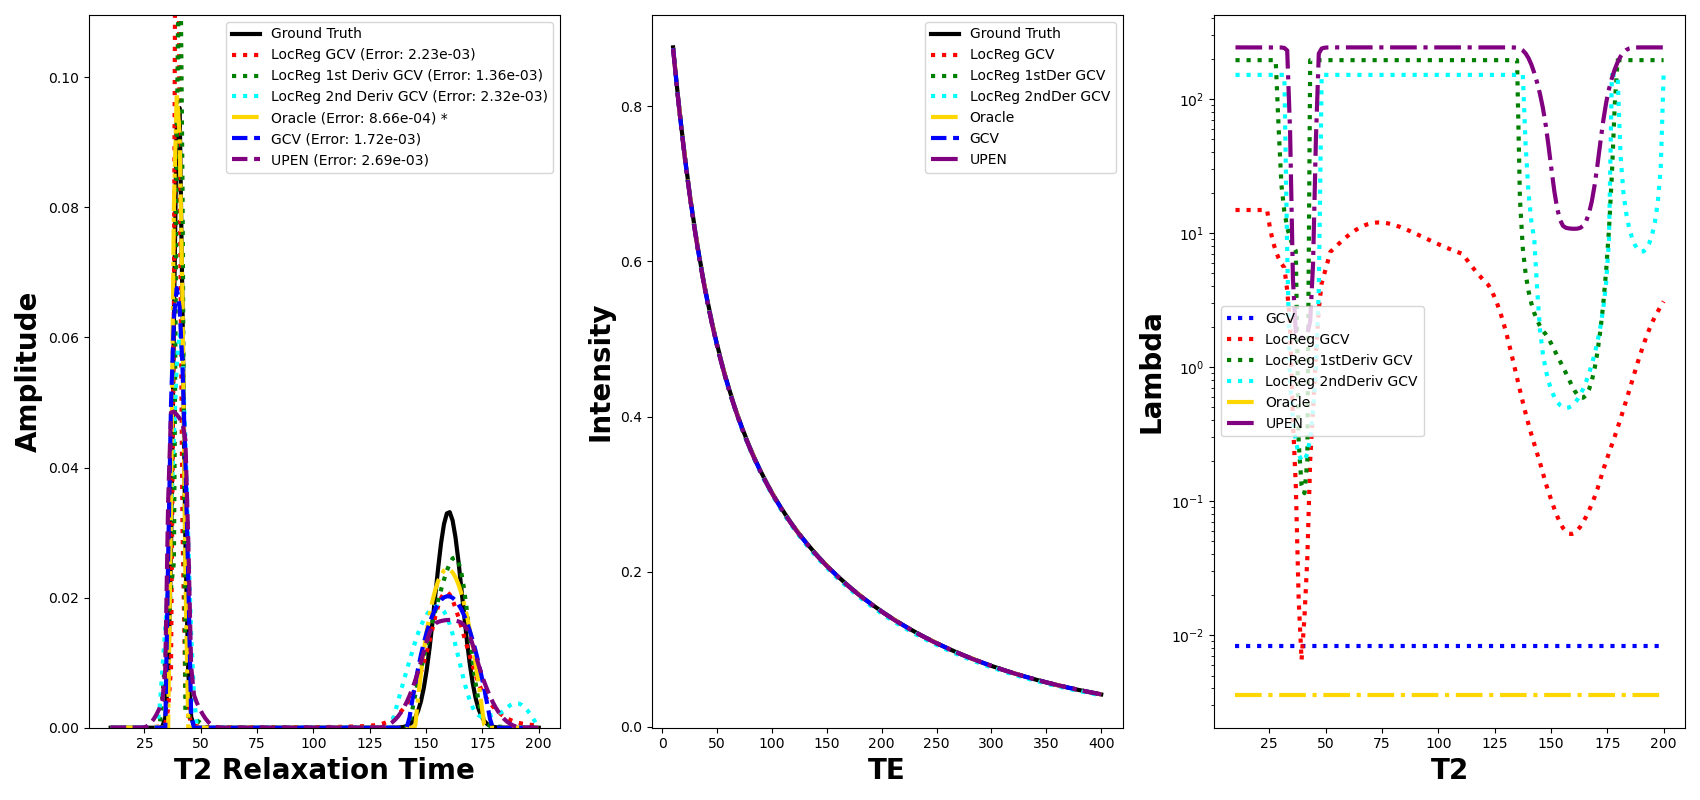 Amplitude
0.10
0.08
0.06
0.04
0.02
0.00
25 50 75 100 125 150 175 200
T2 Relaxation Time
Ground Truth
LocReg GCV (Error: 2.23e-03)
LocReg 1st Deriv GCV (Error: 1.36e-03)
LocReg 2nd Deriv GCV (Error: 2.32e-03)
Oracle (Error: 8.66e-04) *
GCV (Error: 1.72e-03)
UPEN (Error: 2.69e-03)
Intensity
0.8
0.6
0.4
0.2
0.0
0 50 100 150 200 250 300 350 400
TE
Ground Truth
LocReg GCV
LocReg 1stDer GCV
LocReg 2ndDer GCV
Oracle
GCV
UPEN
Lambda
10²
10¹
10⁰
10⁻¹
10⁻²
25 50 75 100 125 150 175 200
T2
GCV
LocReg GCV
LocReg 1stDeriv GCV
LocReg 2ndDeriv GCV
Oracle
UPEN